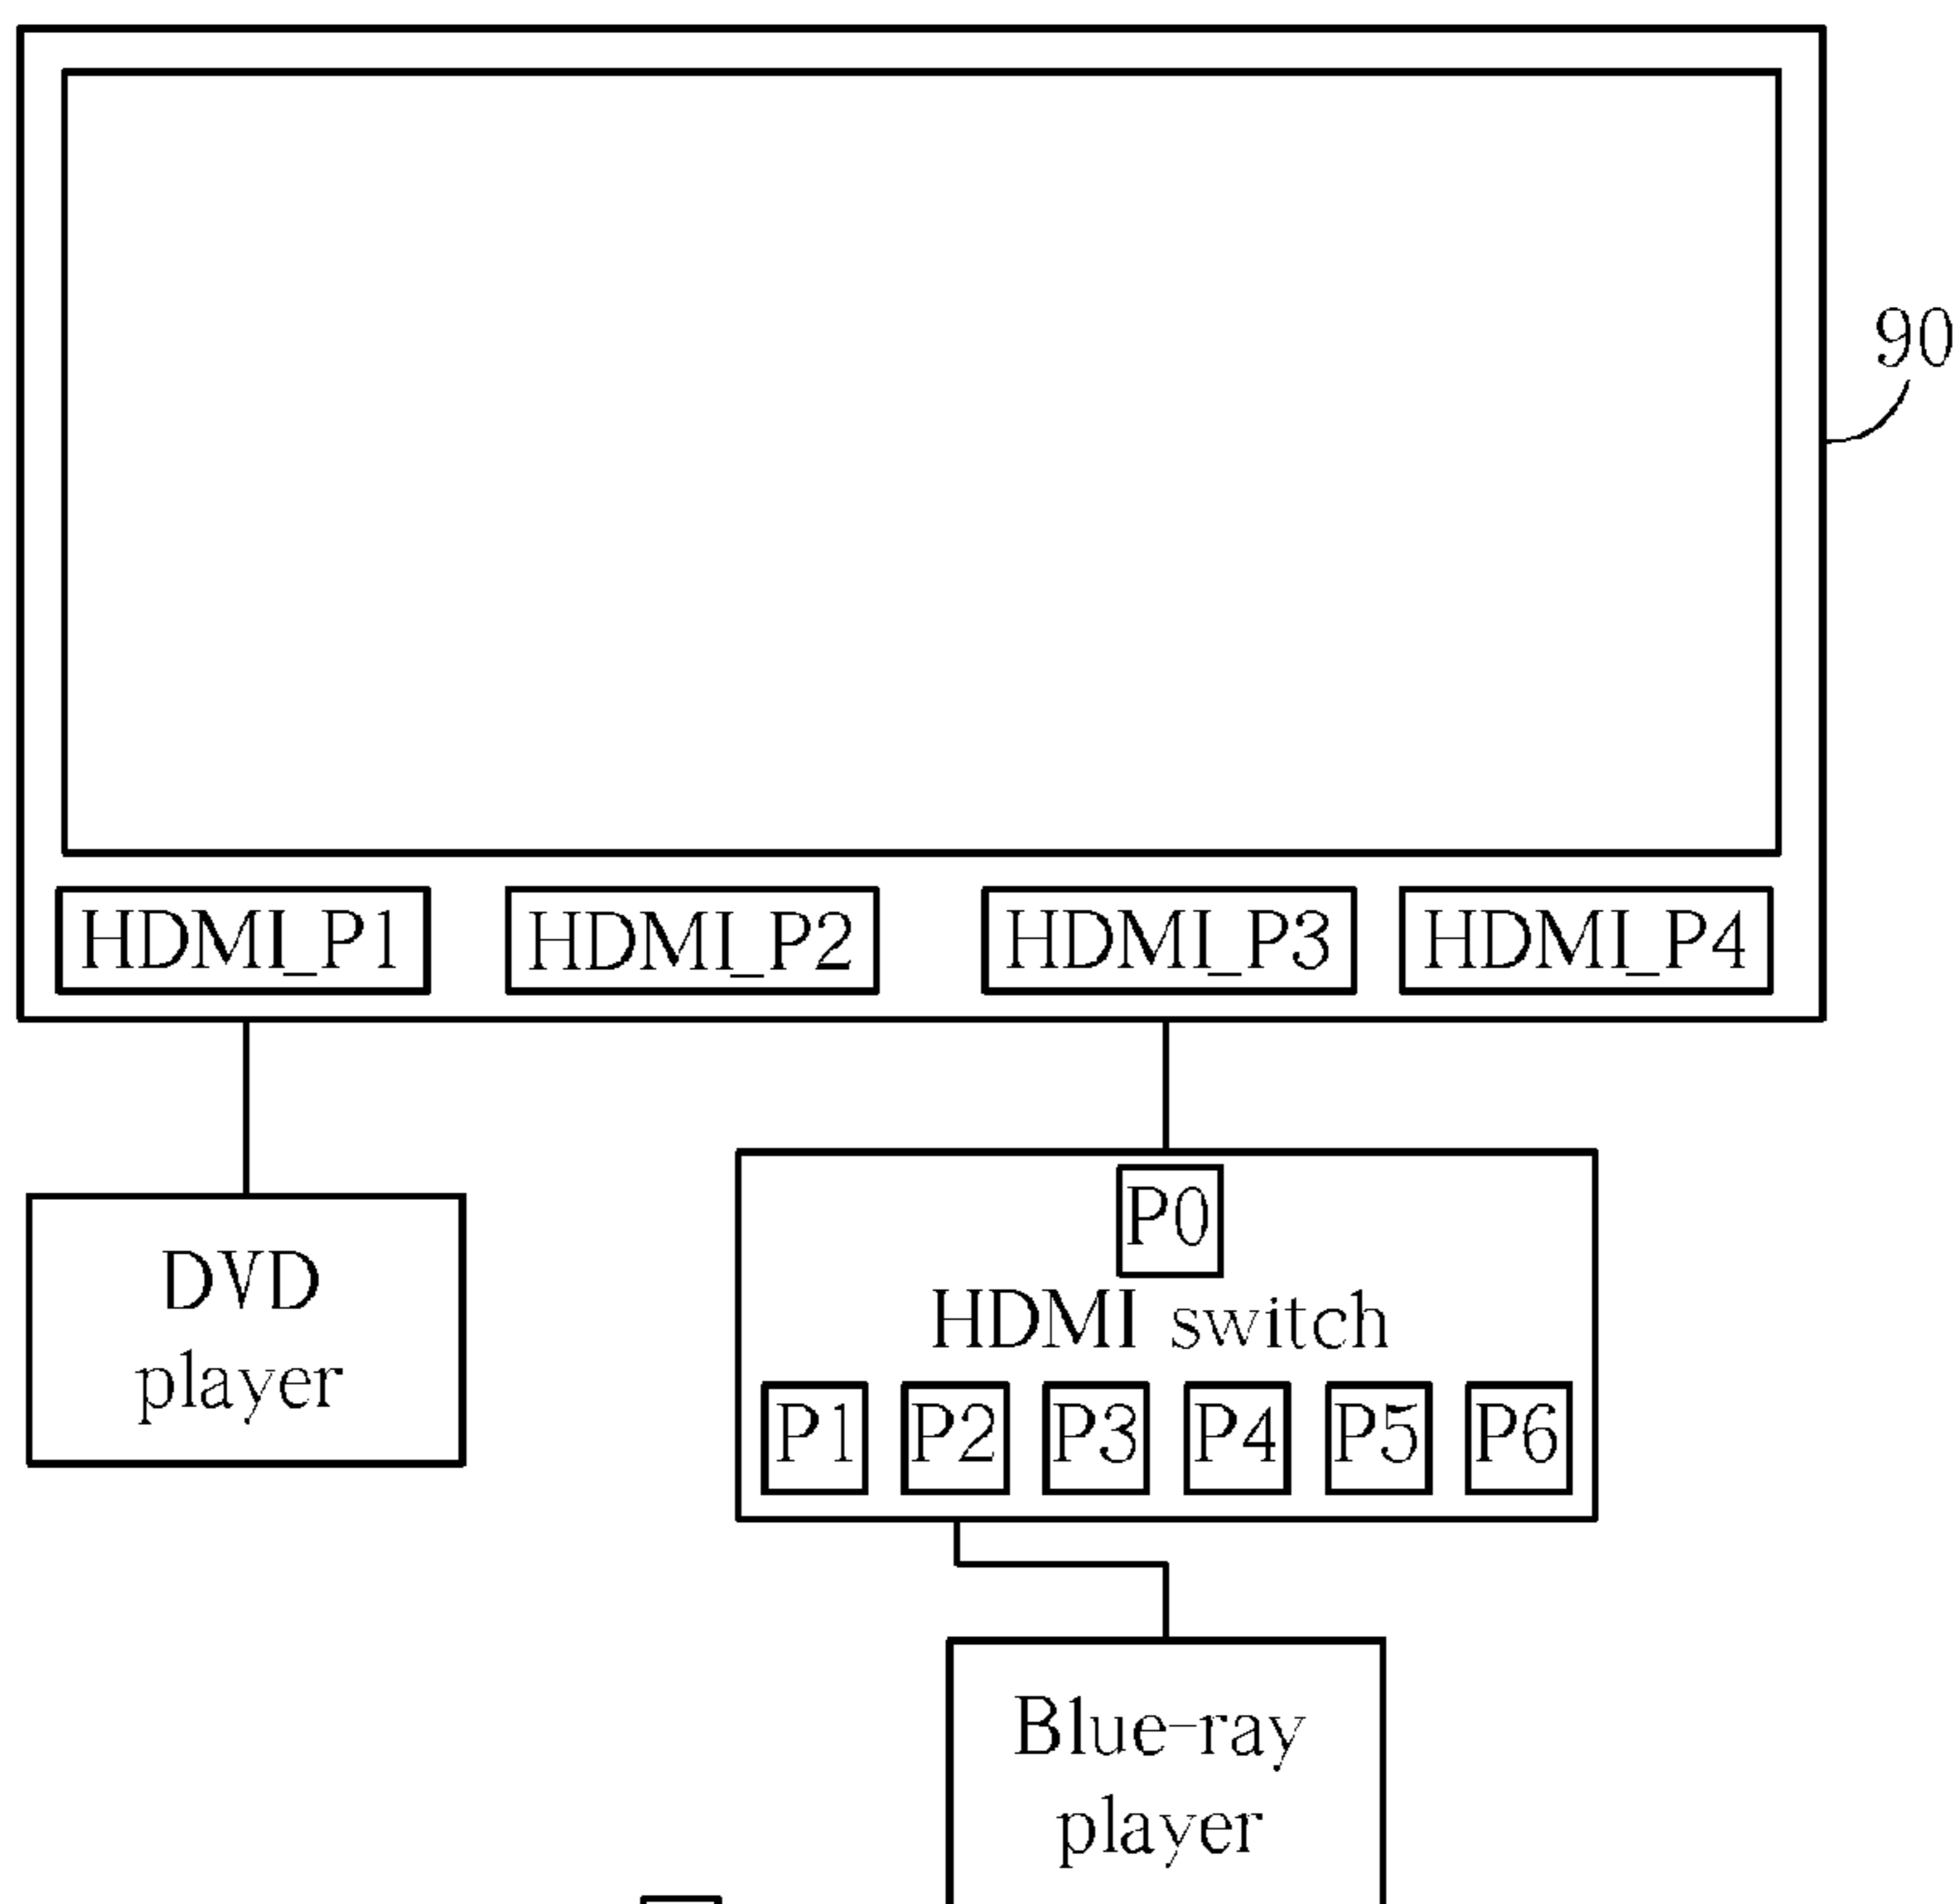 90
HDMI_P1 HDMI_P2 HDMI_P3 HDMI_P4
P0
HDMI switch
DVD
player
P1 P2 P3 P4 P5 P6
Blue-ray
player